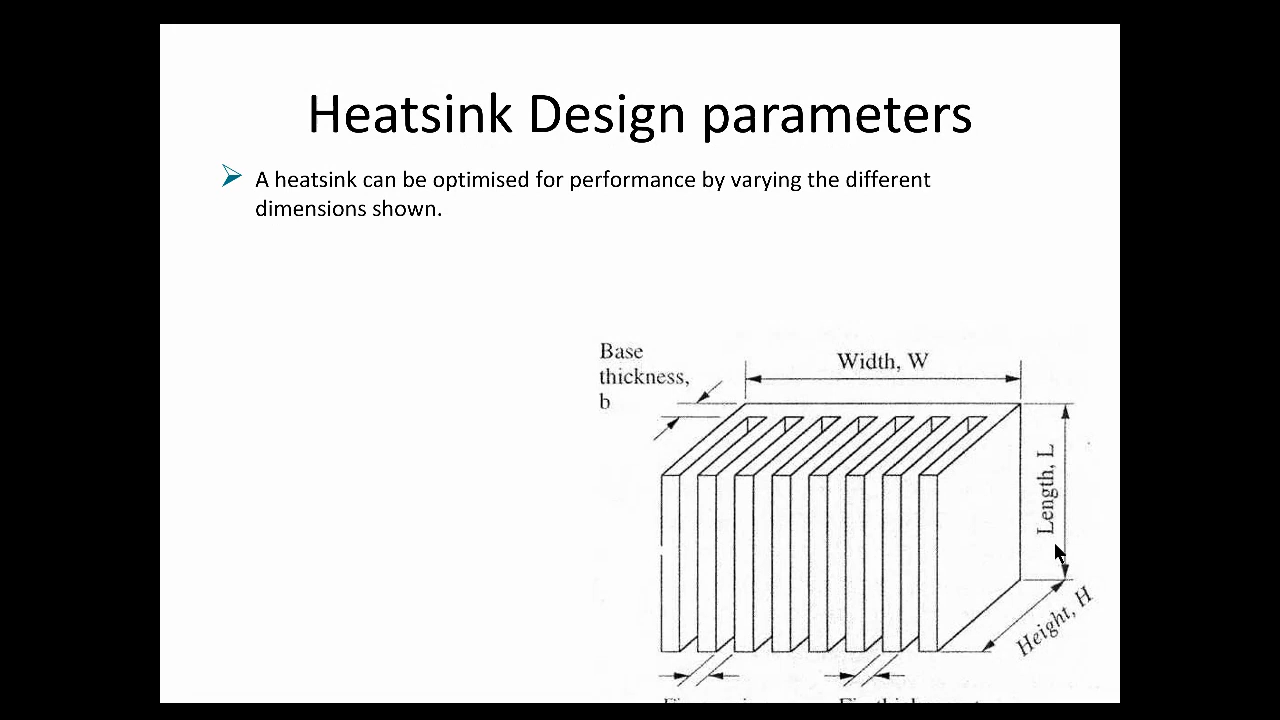 Heatsink Design parameters
A heatsink can be optimised for performance by varying the different
dimensions shown.
Base
thickness,
b
Width, W
Length, L
Height, H